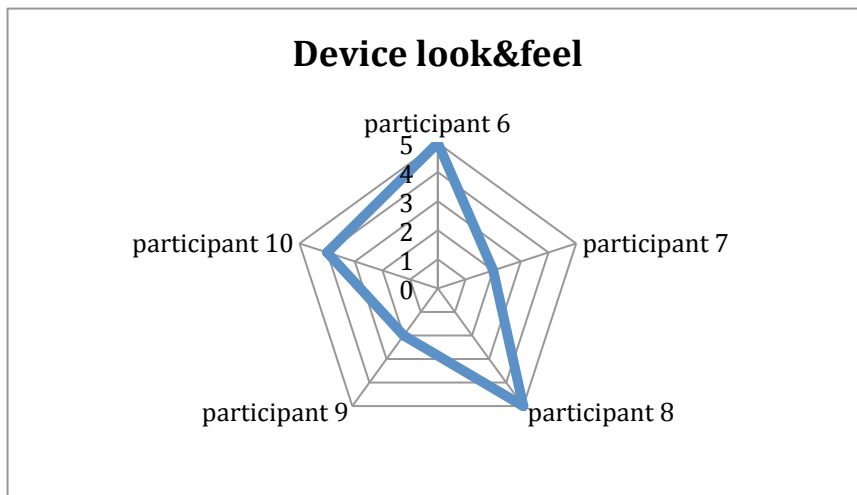 Device look&feel
participant 6
5
4
3
2
1
0
participant 7
participant 8
participant 9
participant 10